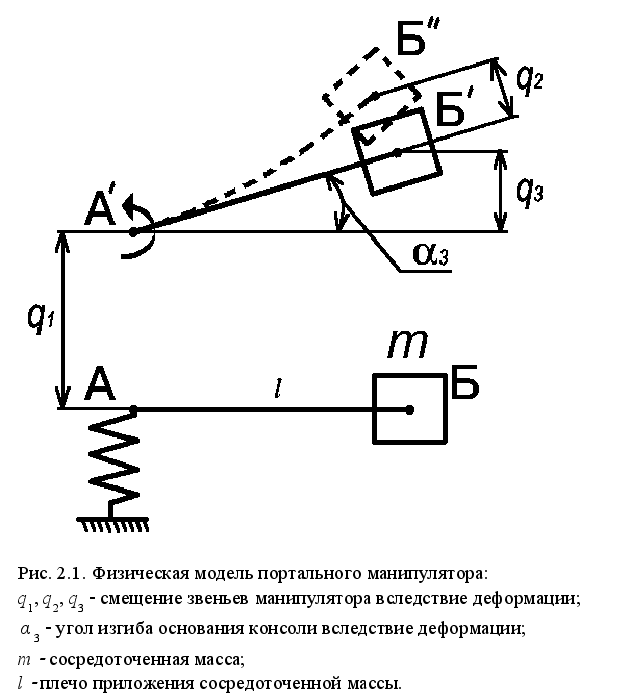 Б″
q2
Б′
A′
q3
α3
q1
m
A
l
Б
Рис. 2.1. Физическая модель портального манипулятора:
q1, q2, q3 - смещение звеньев манипулятора вследствие деформации;
α3 - угол изгиба основания консоли вследствие деформации;
m - сосредоточенная масса;
l -плечо приложения сосредоточенной массы.